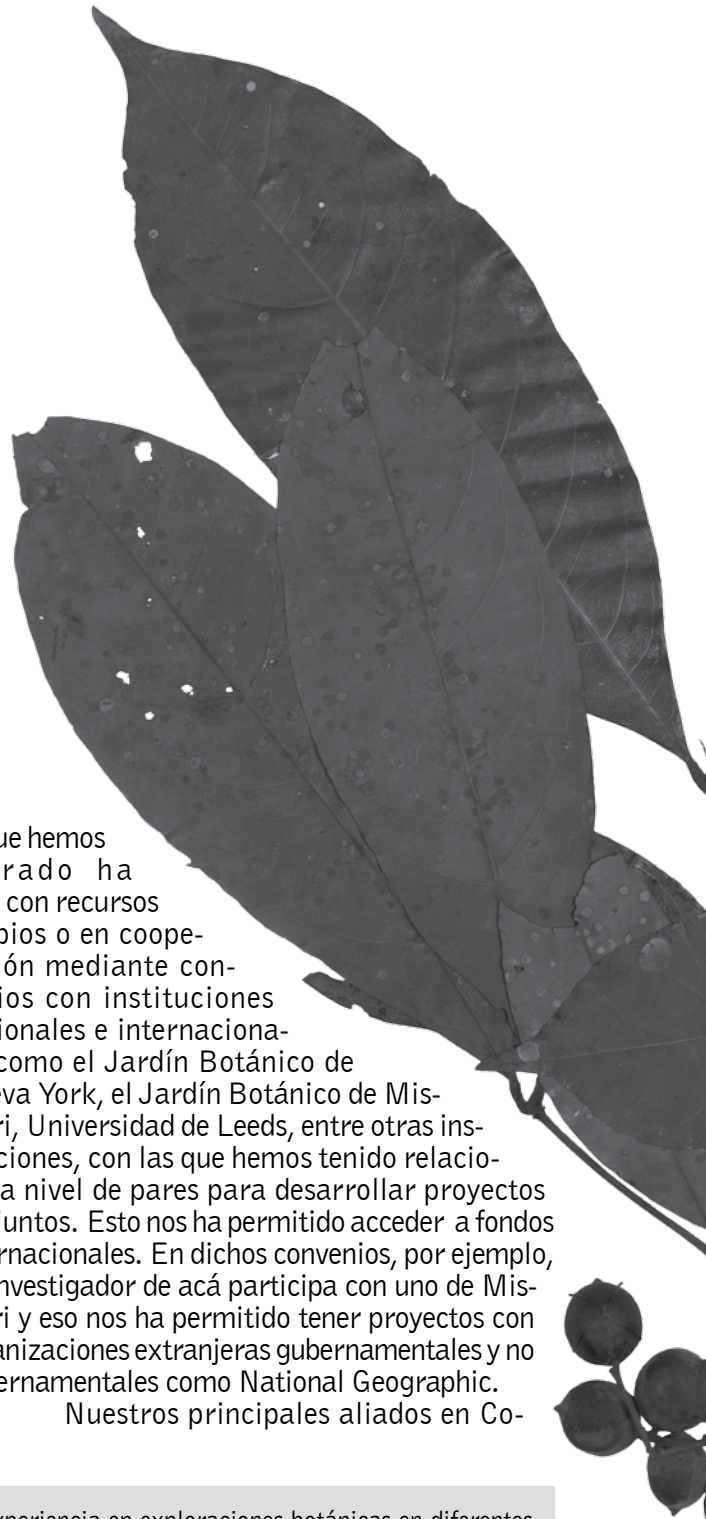 ue hemos
rado ha
con recursos
pios o en coope-
ón mediante con-
ios con instituciones
ionales e internaciona-
como el Jardín Botánico de
eva York, el Jardín Botánico de Mis-
ri, Universidad de Leeds, entre otras ins-
ciones, con las que hemos tenido relacio-
a nivel de pares para desarrollar proyectos
juntos. Esto nos ha permitido acceder a fondos
rnacionales. En dichos convenios, por ejemplo,
nvestigador de acá participa con uno de Mis-
ri y eso nos ha permitido tener proyectos con
anizaciones extranjeras gubernamentales y no
ernamentales como National Geographic.
Nuestros principales aliados en Co-
xperiencia en exploraciones botánicas en diferentes